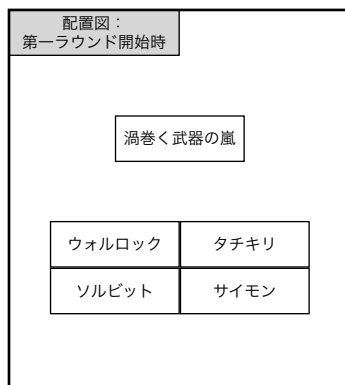 配置図：
第一ラウンド開始時
渦巻く武器の嵐
ウォルロック
タチキリ
ソルビット
サイモン